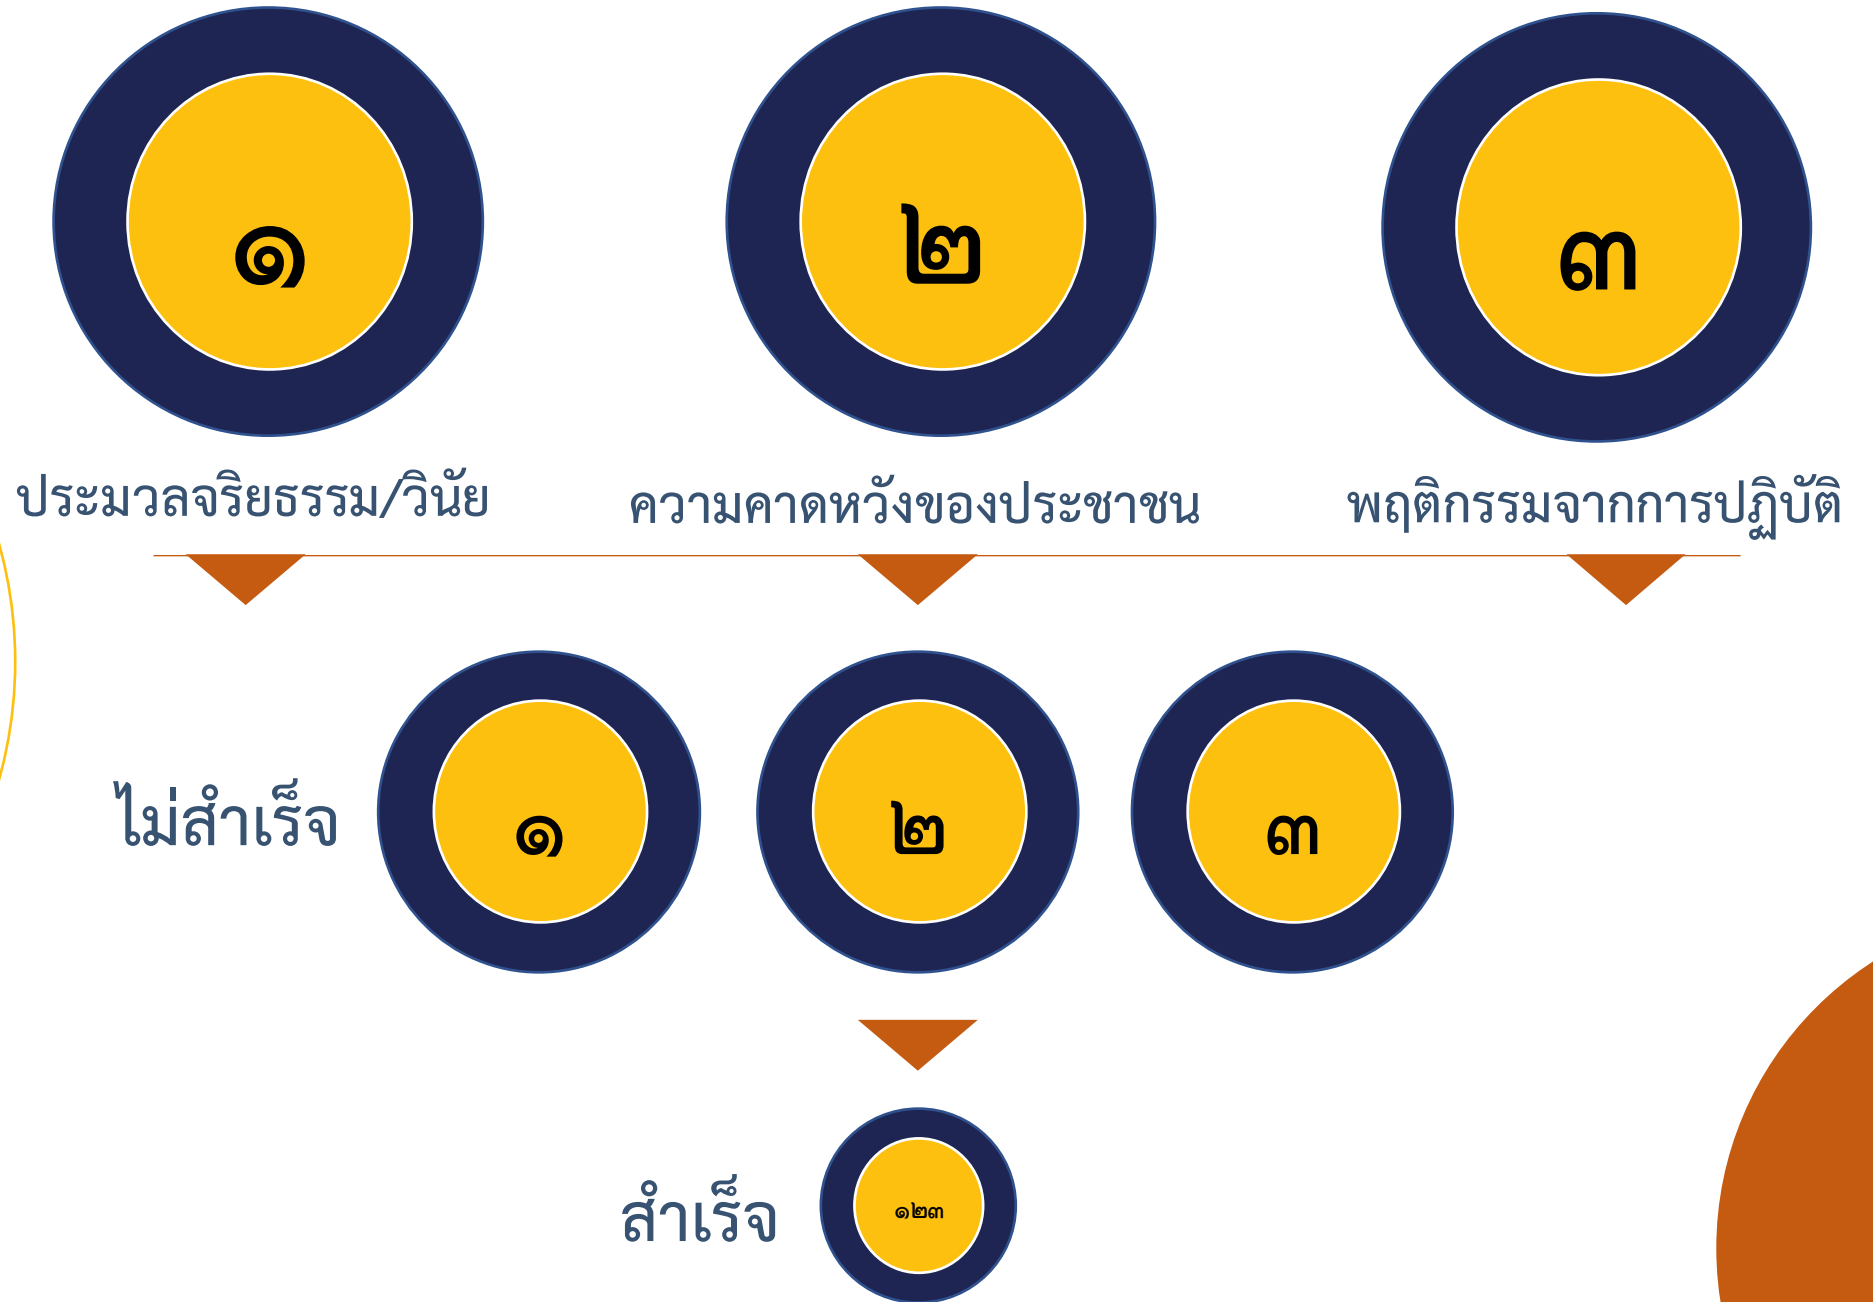 ๑
๒
๓
ประมวลจริยธรรม/วินัย
ความคาดหวังของประชาชน
พฤติกรรมจากการปฏิบัติ
ไม่สำเร็จ
๑
๒
๓
สำเร็จ
๑๒๓